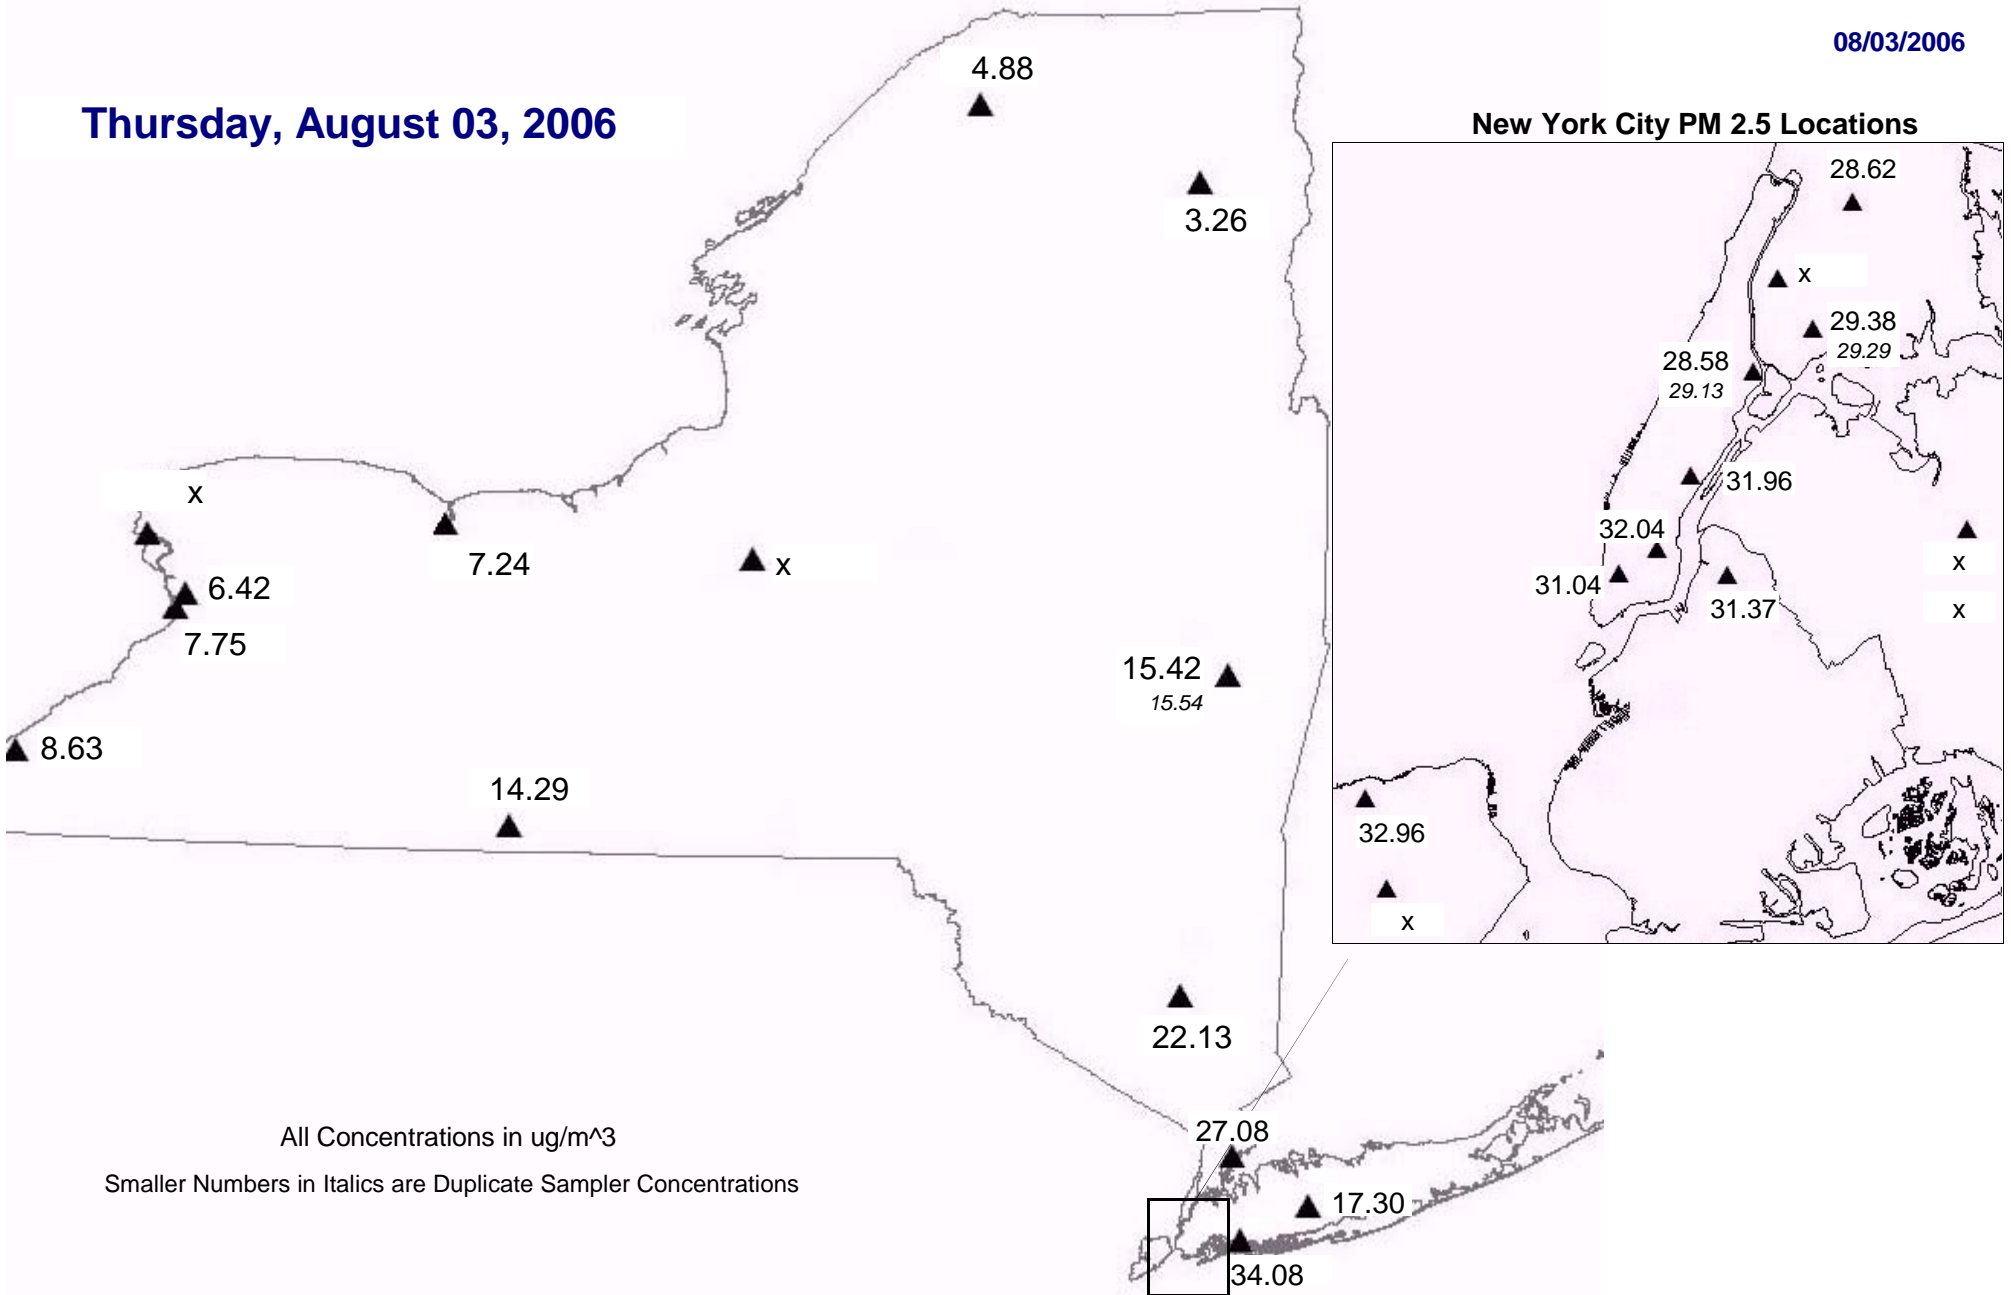 08/03/2006
Thursday, August 03, 2006
4.88
3.26
x
6.42
7.75
7.24
x
8.63
14.29
15.42
15.54
22.13
27.08
17.30
34.08
New York City PM 2.5 Locations
28.62
x
29.38
29.29
28.58
29.13
31.96
32.04
31.04
31.37
x
x
32.96
x
All Concentrations in ug/m^3
Smaller Numbers in Italics are Duplicate Sampler Concentrations